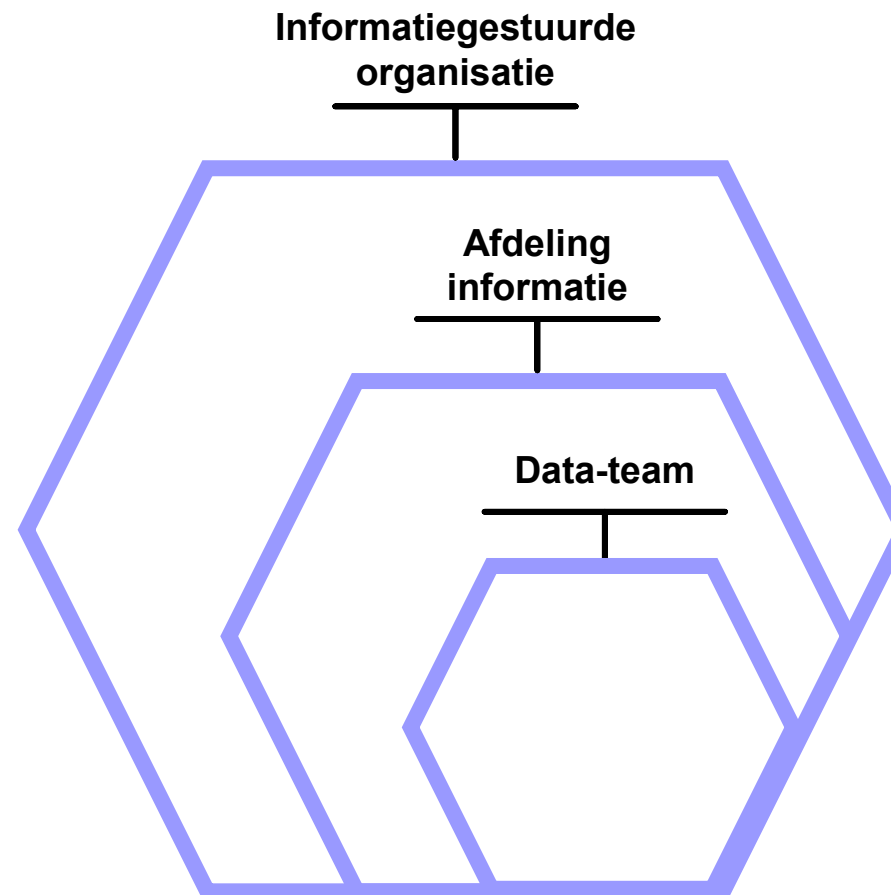 Informatiegestuurde
organisatie
Afdeling
informatie
Data-team